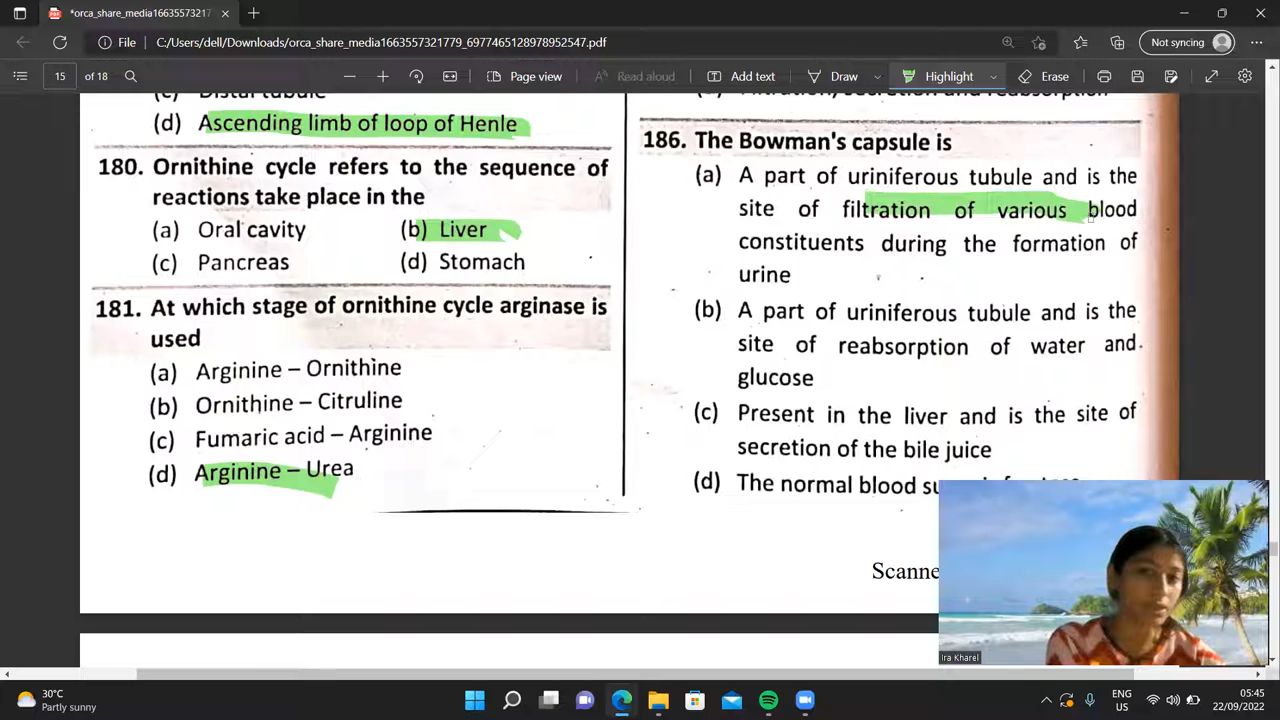 *orca_share_media16635573217
File
C:/Users/dell/Downloads/orca_share_media1663557321779_6977465128978952547.pdf
Not syncing
15 of 18
Page view
Read aloud
Add text
Draw
Highlight
Erase
(d) Ascending limb of loop of Henle
180. Ornithine cycle refers to the sequence of
reactions take place in the
(a) Oral cavity
(b) Liver
(c) Pancreas
(d) Stomach
181. At which stage of ornithine cycle arginase is
used
(a) Arginine – Ornithine
(b) Ornithine – Citruline
(c) Fumaric acid – Arginine
(d) Arginine – Urea
186. The Bowman's capsule is
(a) A part of uriniferous tubule and is the
site of filtration of various blood
constituents during the formation of
urine
(b) A part of uriniferous tubule and is the
site of reabsorption of water and
glucose
(c) Present in the liver and is the site of
secretion of the bile juice
(d) The normal blood
Scanne
Ira Kharel
30°C
Partly sunny
ENG
US
05:45
22/09/2022